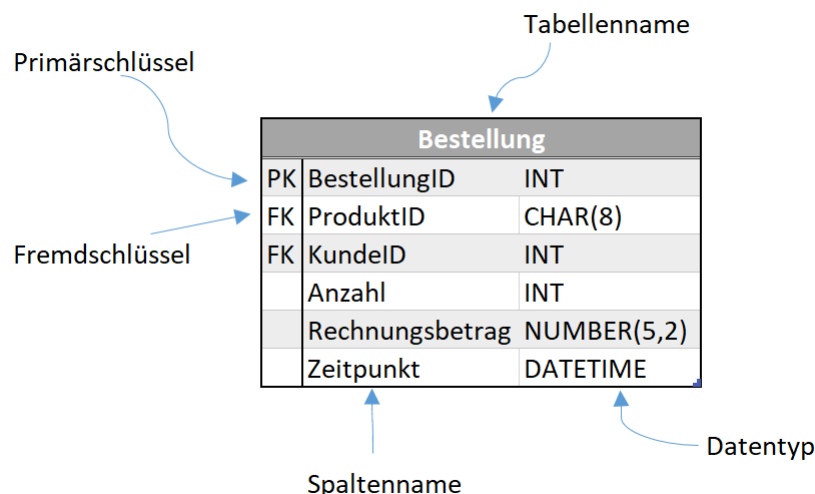 Tabellenname
Primärschlüssel
Bestellung
PK BestellungID INT
FK ProduktID CHAR(8)
Fremdschlüssel
FK KundeID INT
Anzahl INT
Rechnungsbetrag NUMBER(5,2)
Zeitpunkt DATETIME
Datentyp
Spaltenname